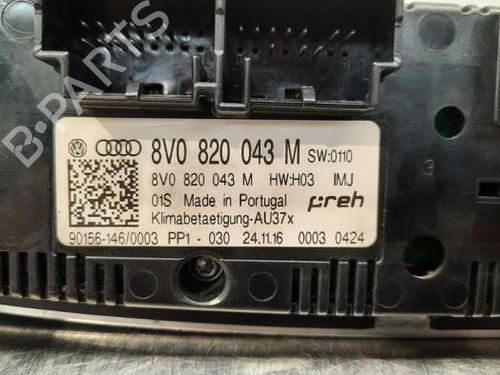 B-PARTS
8V0 820 043 M SW:0110
8V0 820 043 M HW:H03 IMJ
01S Made in Portugal preh
Klimabetaetigung-AU37x
90156-146/0003 PP1 - 030 24.11.16 0003 0424